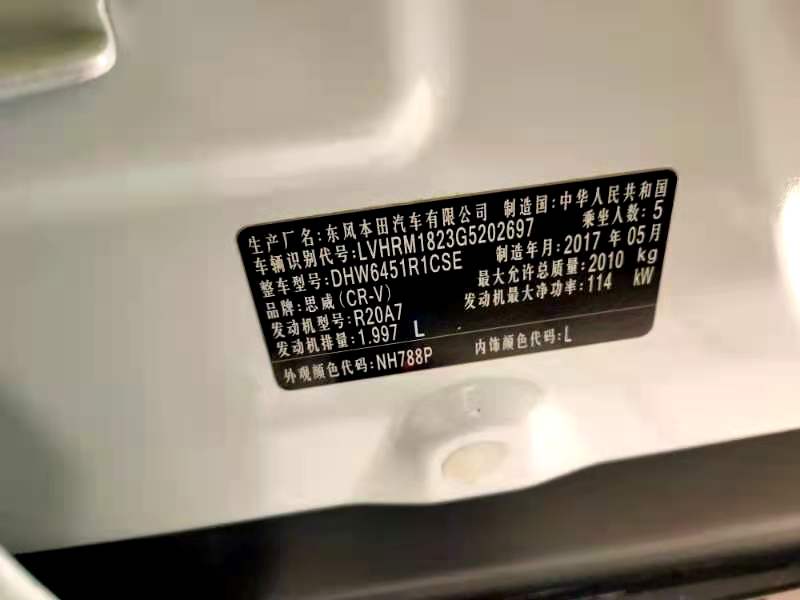 生产厂名:东风本田汽车有限公司 制造国:中华人民共和国
车辆识别代号:LVHRM1823G5202697 乘坐人数:5
整车型号:DHW6451R1CSE 制造年月:2017 年 05月
品牌:思威(CR-V) 最大允许总质量:2010 kg
发动机型号:R20A7 发动机最大净功率:114 kW
发动机排量:1.997 L
外观颜色代码:NH788P 内饰颜色代码:L